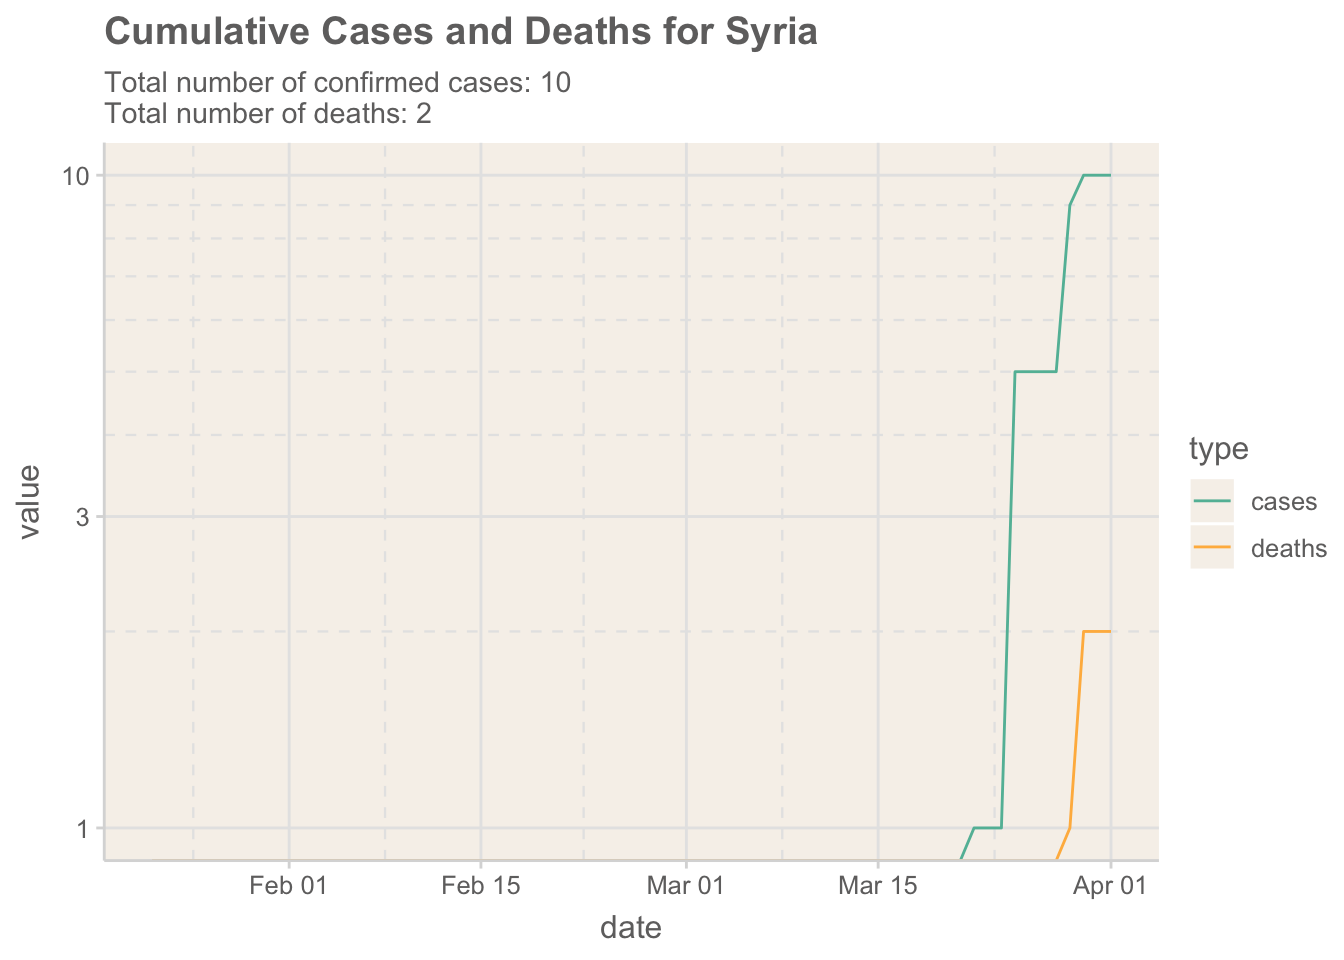 Cumulative Cases and Deaths for Syria
Total number of confirmed cases: 10
Total number of deaths: 2
10
3
1
value
Feb 01
Feb 15
Mar 01
Mar 15
Apr 01
date
type
cases
deaths